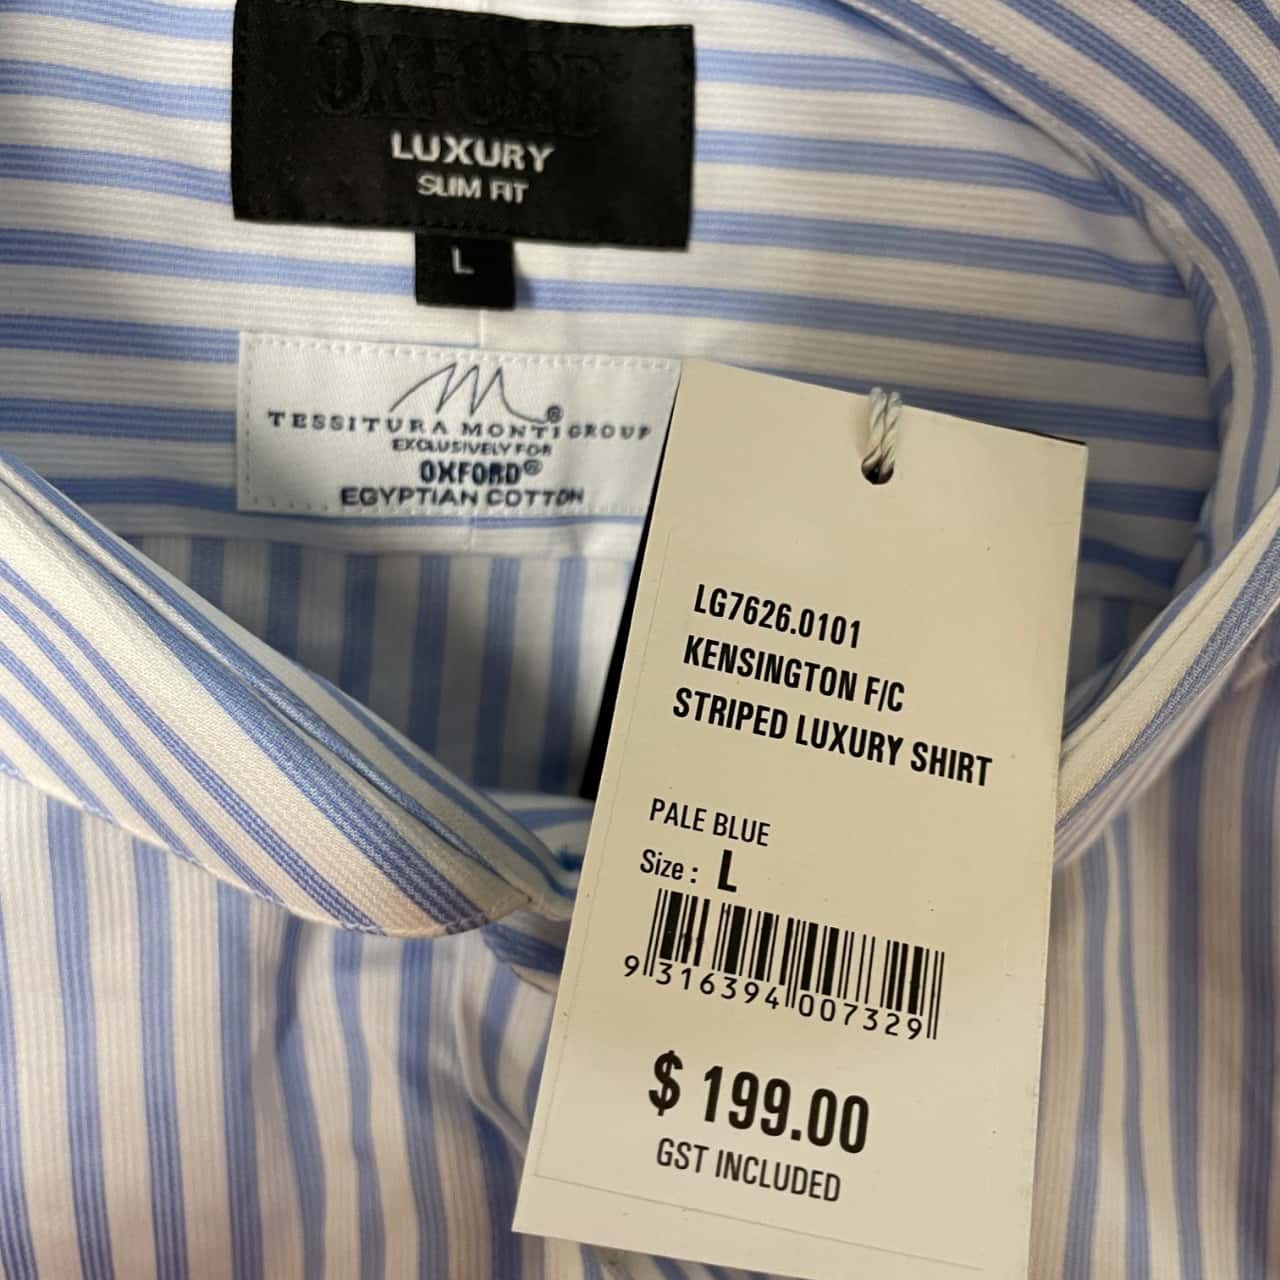 OXFORD
LUXURY
SLIM FIT
L
TESSITURA MONTI GROUP
EXCLUSIVELY FOR
OXFORD®
EGYPTIAN COTTON
LG7626.0101
KENSINGTON F/C
STRIPED LUXURY SHIRT
PALE BLUE
Size : L
9 316394 007329
$ 199.00
GST INCLUDED